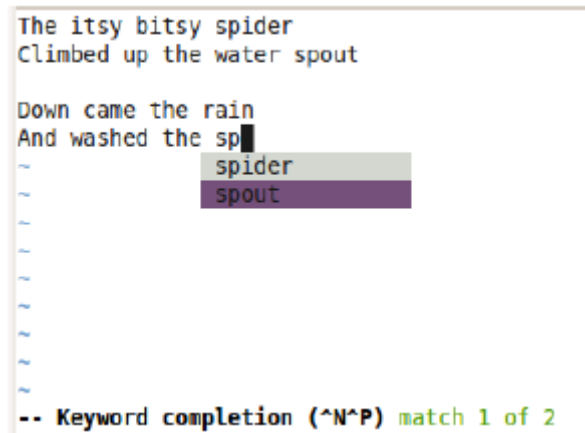 The itsy bitsy spider
Climbed up the water spout

Down came the rain
And washed the sp
~ spider
~ spout
~
~
~
~
~
~
~
-- Keyword completion (^N^P) match 1 of 2